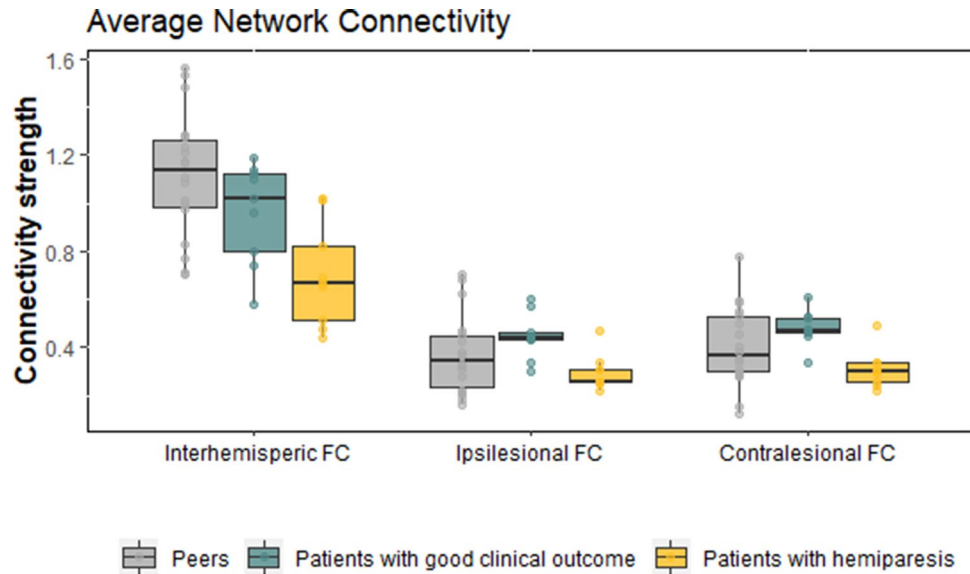 Average Network Connectivity
Connectivity strength
1.6
1.2
0.8
0.4
Interhemisperic FC Ipsilesional FC Contralesional FC
Peers Patients with good clinical outcome Patients with hemiparesis